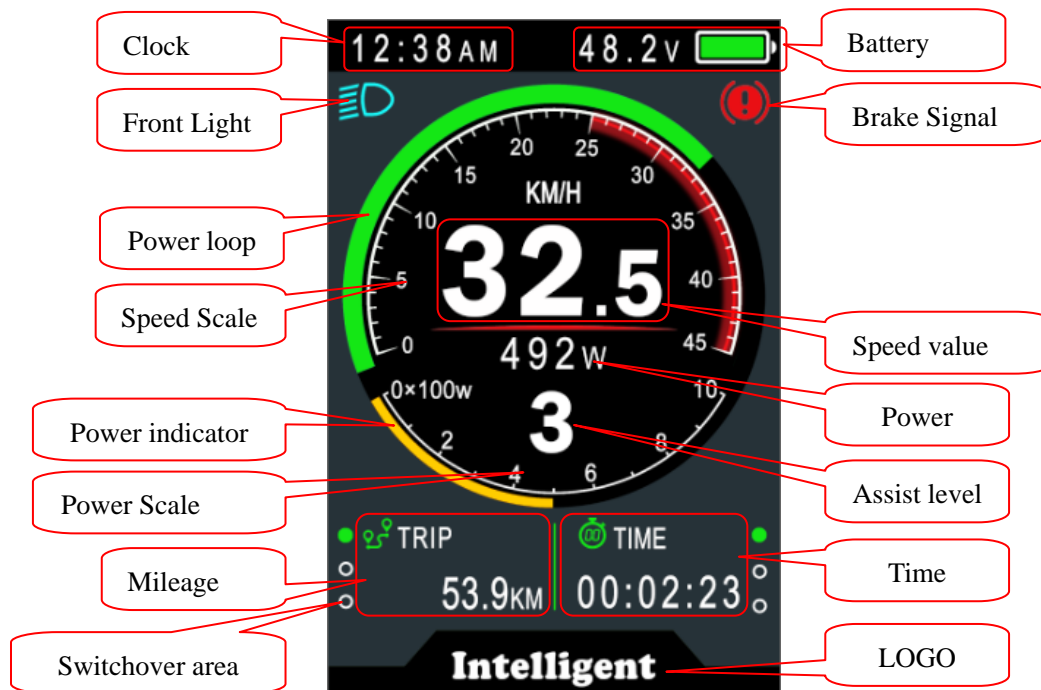 Clock
12:38AM
48.2V
Battery
Front Light
Brake Signal
20
25
15
30
KM/H
10
35
Power loop
32.5
5
40
Speed Scale
0
45
Speed value
492W
0×100w
10
Power
3
Power indicator
2
8
4
6
Power Scale
Assist level
TRIP
00
TIME
Mileage
53.9KM
00:02:23
Time
Switchover area
Intelligent
LOGO